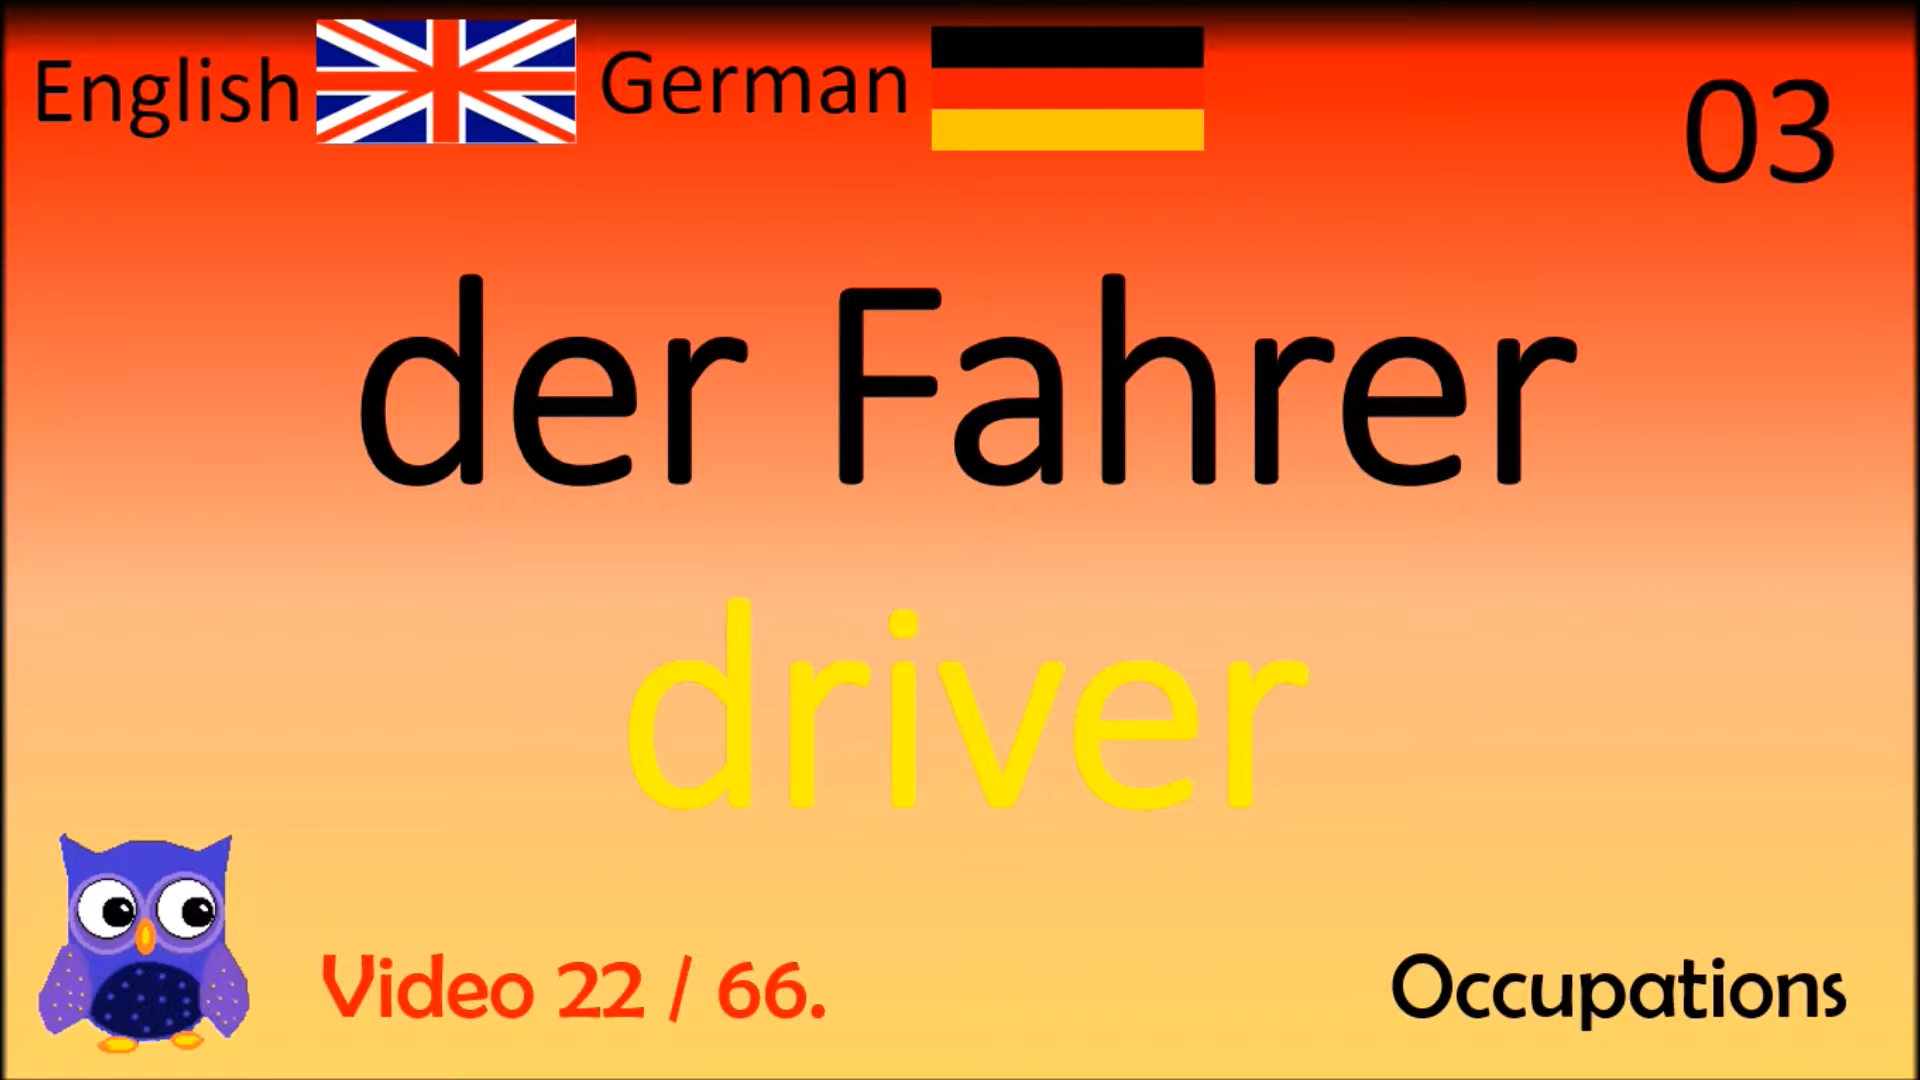 English German 03
der Fahrer
driver
Video 22 / 66. Occupations